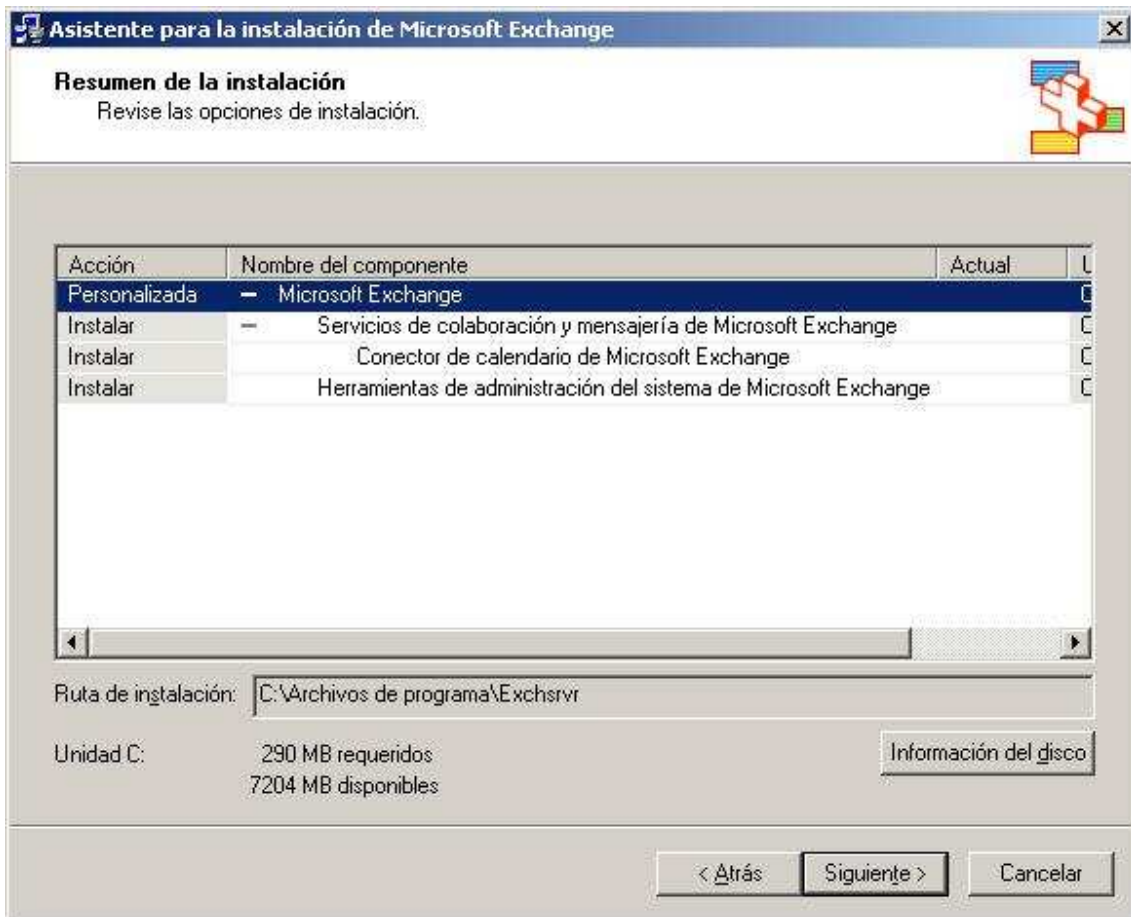 Asistente para la instalación de Microsoft Exchange
Resumen de la instalación
Revise las opciones de instalación.
Acción Nombre del componente Actual
Personalizada Microsoft Exchange
Instalar Servicios de colaboración y mensajería de Microsoft Exchange
Instalar Conector de calendario de Microsoft Exchange
Instalar Herramientas de administración del sistema de Microsoft Exchange
Ruta de instalación: C:\Archivos de programa\Exchsrvr
Unidad C: 290 MB requeridos Información del disco
7204 MB disponibles
< Atrás Siguiente > Cancelar